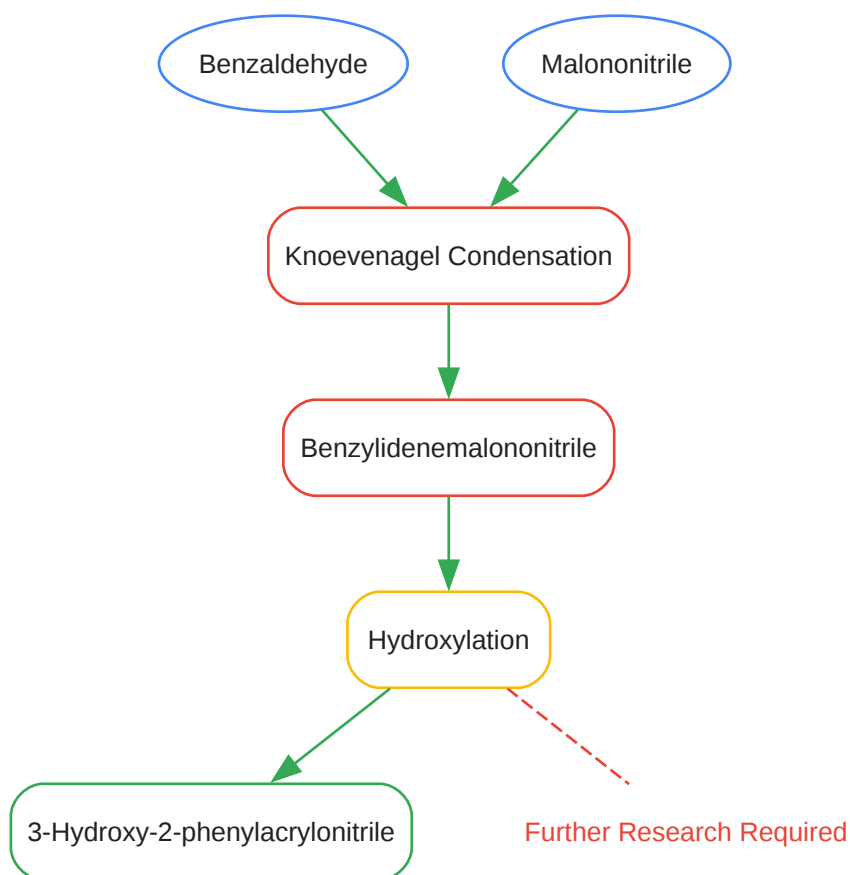 Benzaldehyde
Malononitrile
Knoevenagel Condensation
Benzylidenemalononitrile
Hydroxylation
3-Hydroxy-2-phenylacrylonitrile
Further Research Required